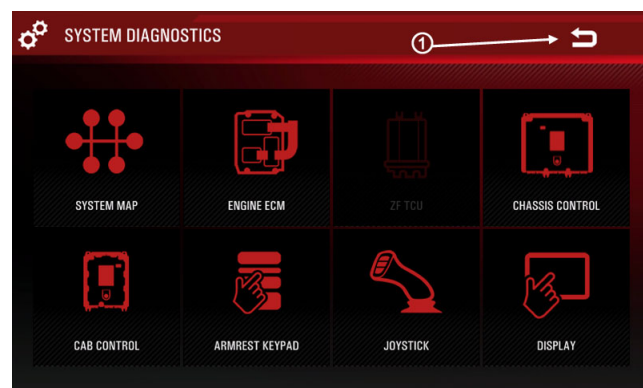 SYSTEM DIAGNOSTICS
1
SYSTEM MAP
ENGINE ECM
ZF TCU
CHASSIS CONTROL
CAB CONTROL
ARMREST KEYPAD
JOYSTICK
DISPLAY